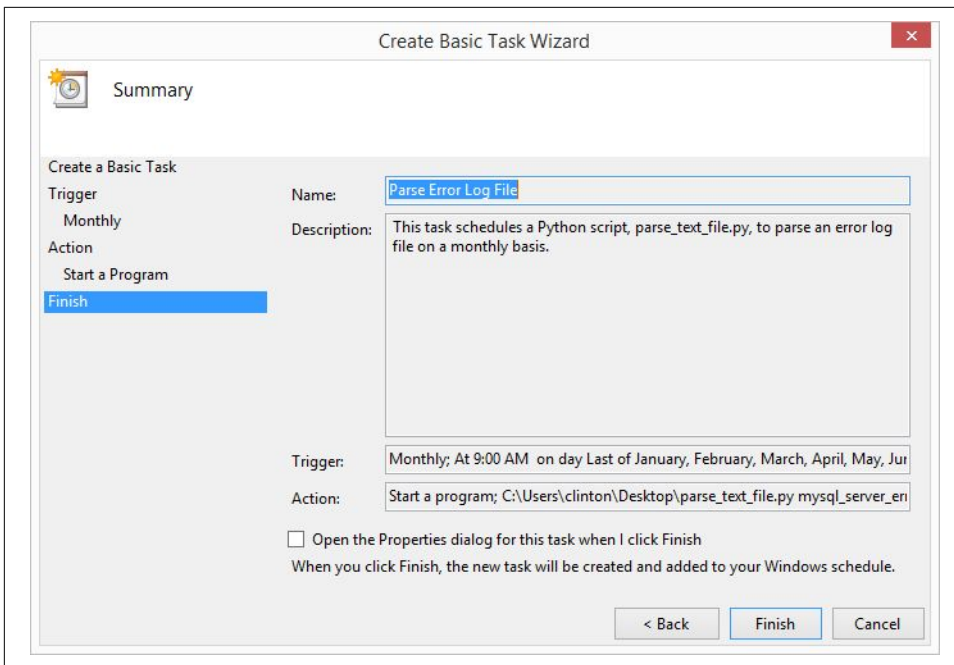 Create Basic Task Wizard
Summary
Create a Basic Task
Trigger
Monthly
Action
Start a Program
Finish
Name:
Parse Error Log File
Description:
This task schedules a Python script, parse_text_file.py, to parse an error log
file on a monthly basis.
Trigger:
Monthly; At 9:00 AM on day Last of January, February, March, April, May,
Action:
Start a program; C:\Users\clinton\Desktop\parse_text_file.py
Open the Properties dialog for this task when I click Finish
When you click Finish, the new task will be created and added to your Windows schedule.
< Back
Finish
Cancel